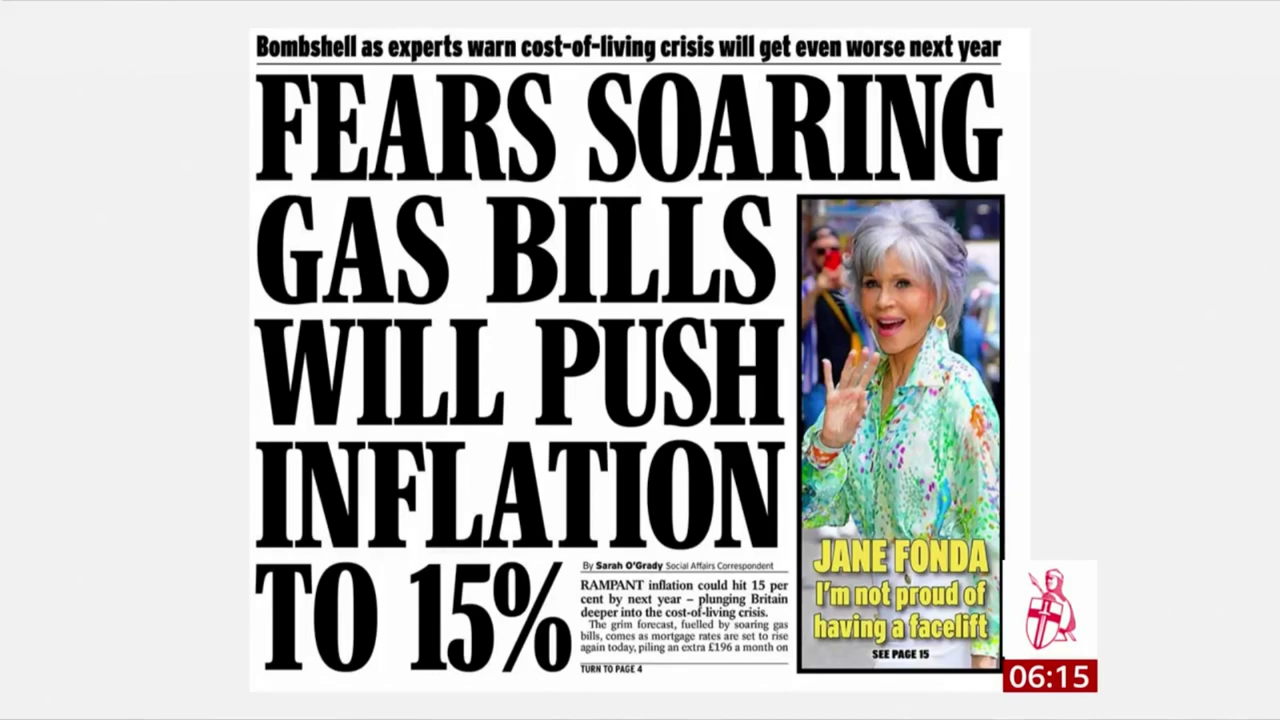 Bombshell as experts warn cost-of-living crisis will get even worse next year
FEARS SOARING
GAS BILLS
WILL PUSH
INFLATION
TO 15%
By Sarah O'Grady Social Affairs Correspondent
RAMPANT inflation could hit 15 per
cent by next year – plunging Britain
deeper into the cost-of-living crisis.
The grim forecast, fuelled by soaring gas
bills, comes as mortgage rates are set to rise
again today, piling an extra £196 a month on
TURN TO PAGE 4
JANE FONDA
I'm not proud of
having a facelift
SEE PAGE 15
06:15